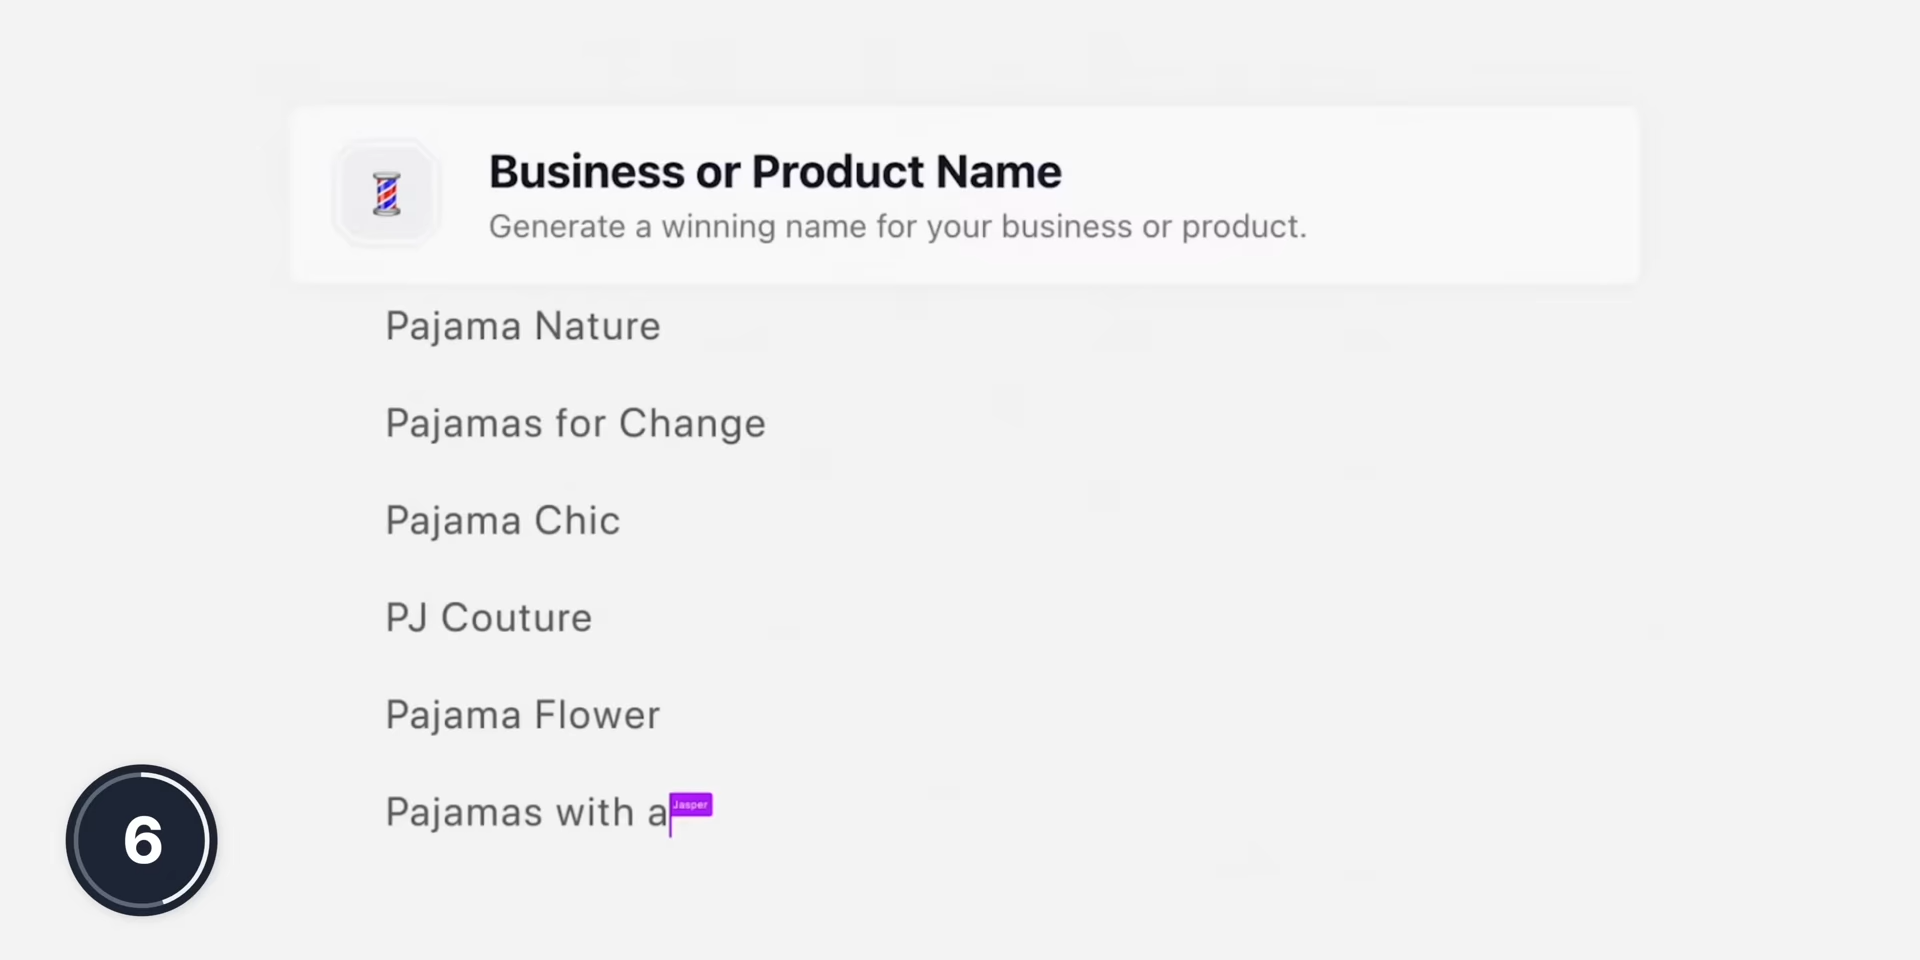 Business or Product Name
Generate a winning name for your business or product.
Pajama Nature
Pajamas for Change
Pajama Chic
PJ Couture
Pajama Flower
Pajamas with a
Jasper
6